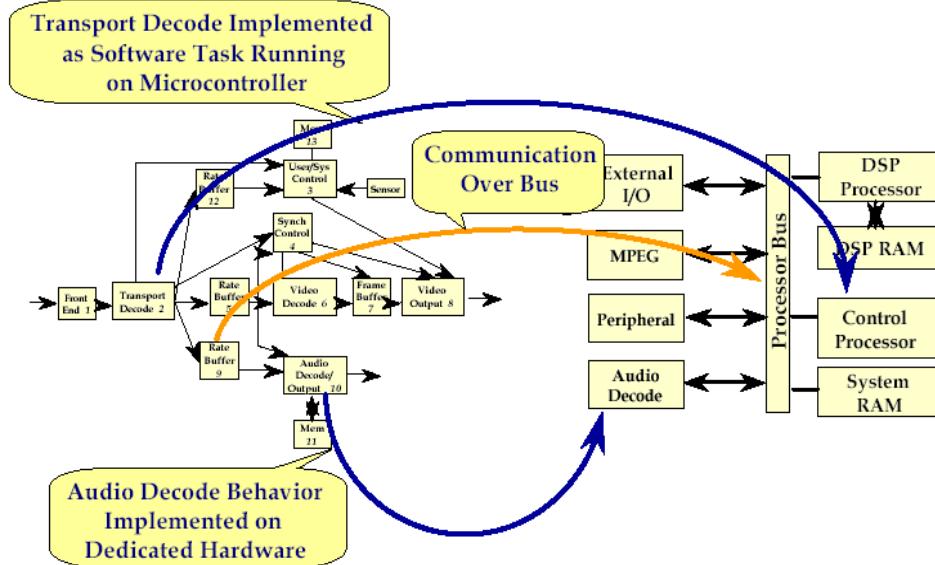 Transport Decode Implemented
as Software Task Running
on Microcontroller
13
User/Sys
Control
3
Sensor
Buffer
12
Synch
Control
4
Front
End 1
Transport
Decode 2
Rate
Buffer
5
Video
Decode 6
Frame
Buffer
7
Video
Output 8
Rate
Buffer
9
Audio
Decode/
Output 10
Mem
11
Audio Decode Behavior
Implemented on
Dedicated Hardware
Communication
Over Bus
External
I/O
MPEG
Peripheral
Audio
Decode
Processor Bus
DSP
Processor
DSP RAM
Control
Processor
System
RAM